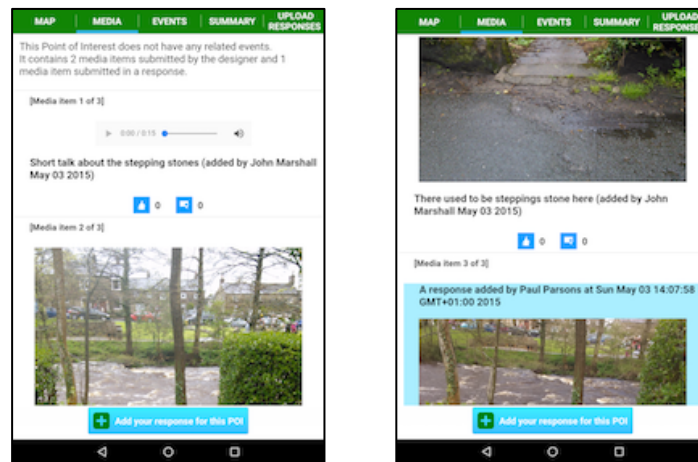 MAP MEDIA EVENTS SUMMARY UPLOAD RESPONSES
This Point of Interest does not have any related events.
It contains 2 media items submitted by the designer and 1
media item submitted in a response.
[Media item 1 of 3]
0:00 / 0:15
Short talk about the stepping stones (added by John Marshall
May 03 2015)
0 0
[Media item 2 of 3]
Add your response for this POI
MAP MEDIA EVENTS SUMMARY UPLOAD RESPONSES
There used to be steppings stone here (added by John
Marshall May 03 2015)
0 0
[Media item 3 of 3]
A response added by Paul Parsons at Sun May 03 14:07:58
GMT+01:00 2015
Add your response for this POI